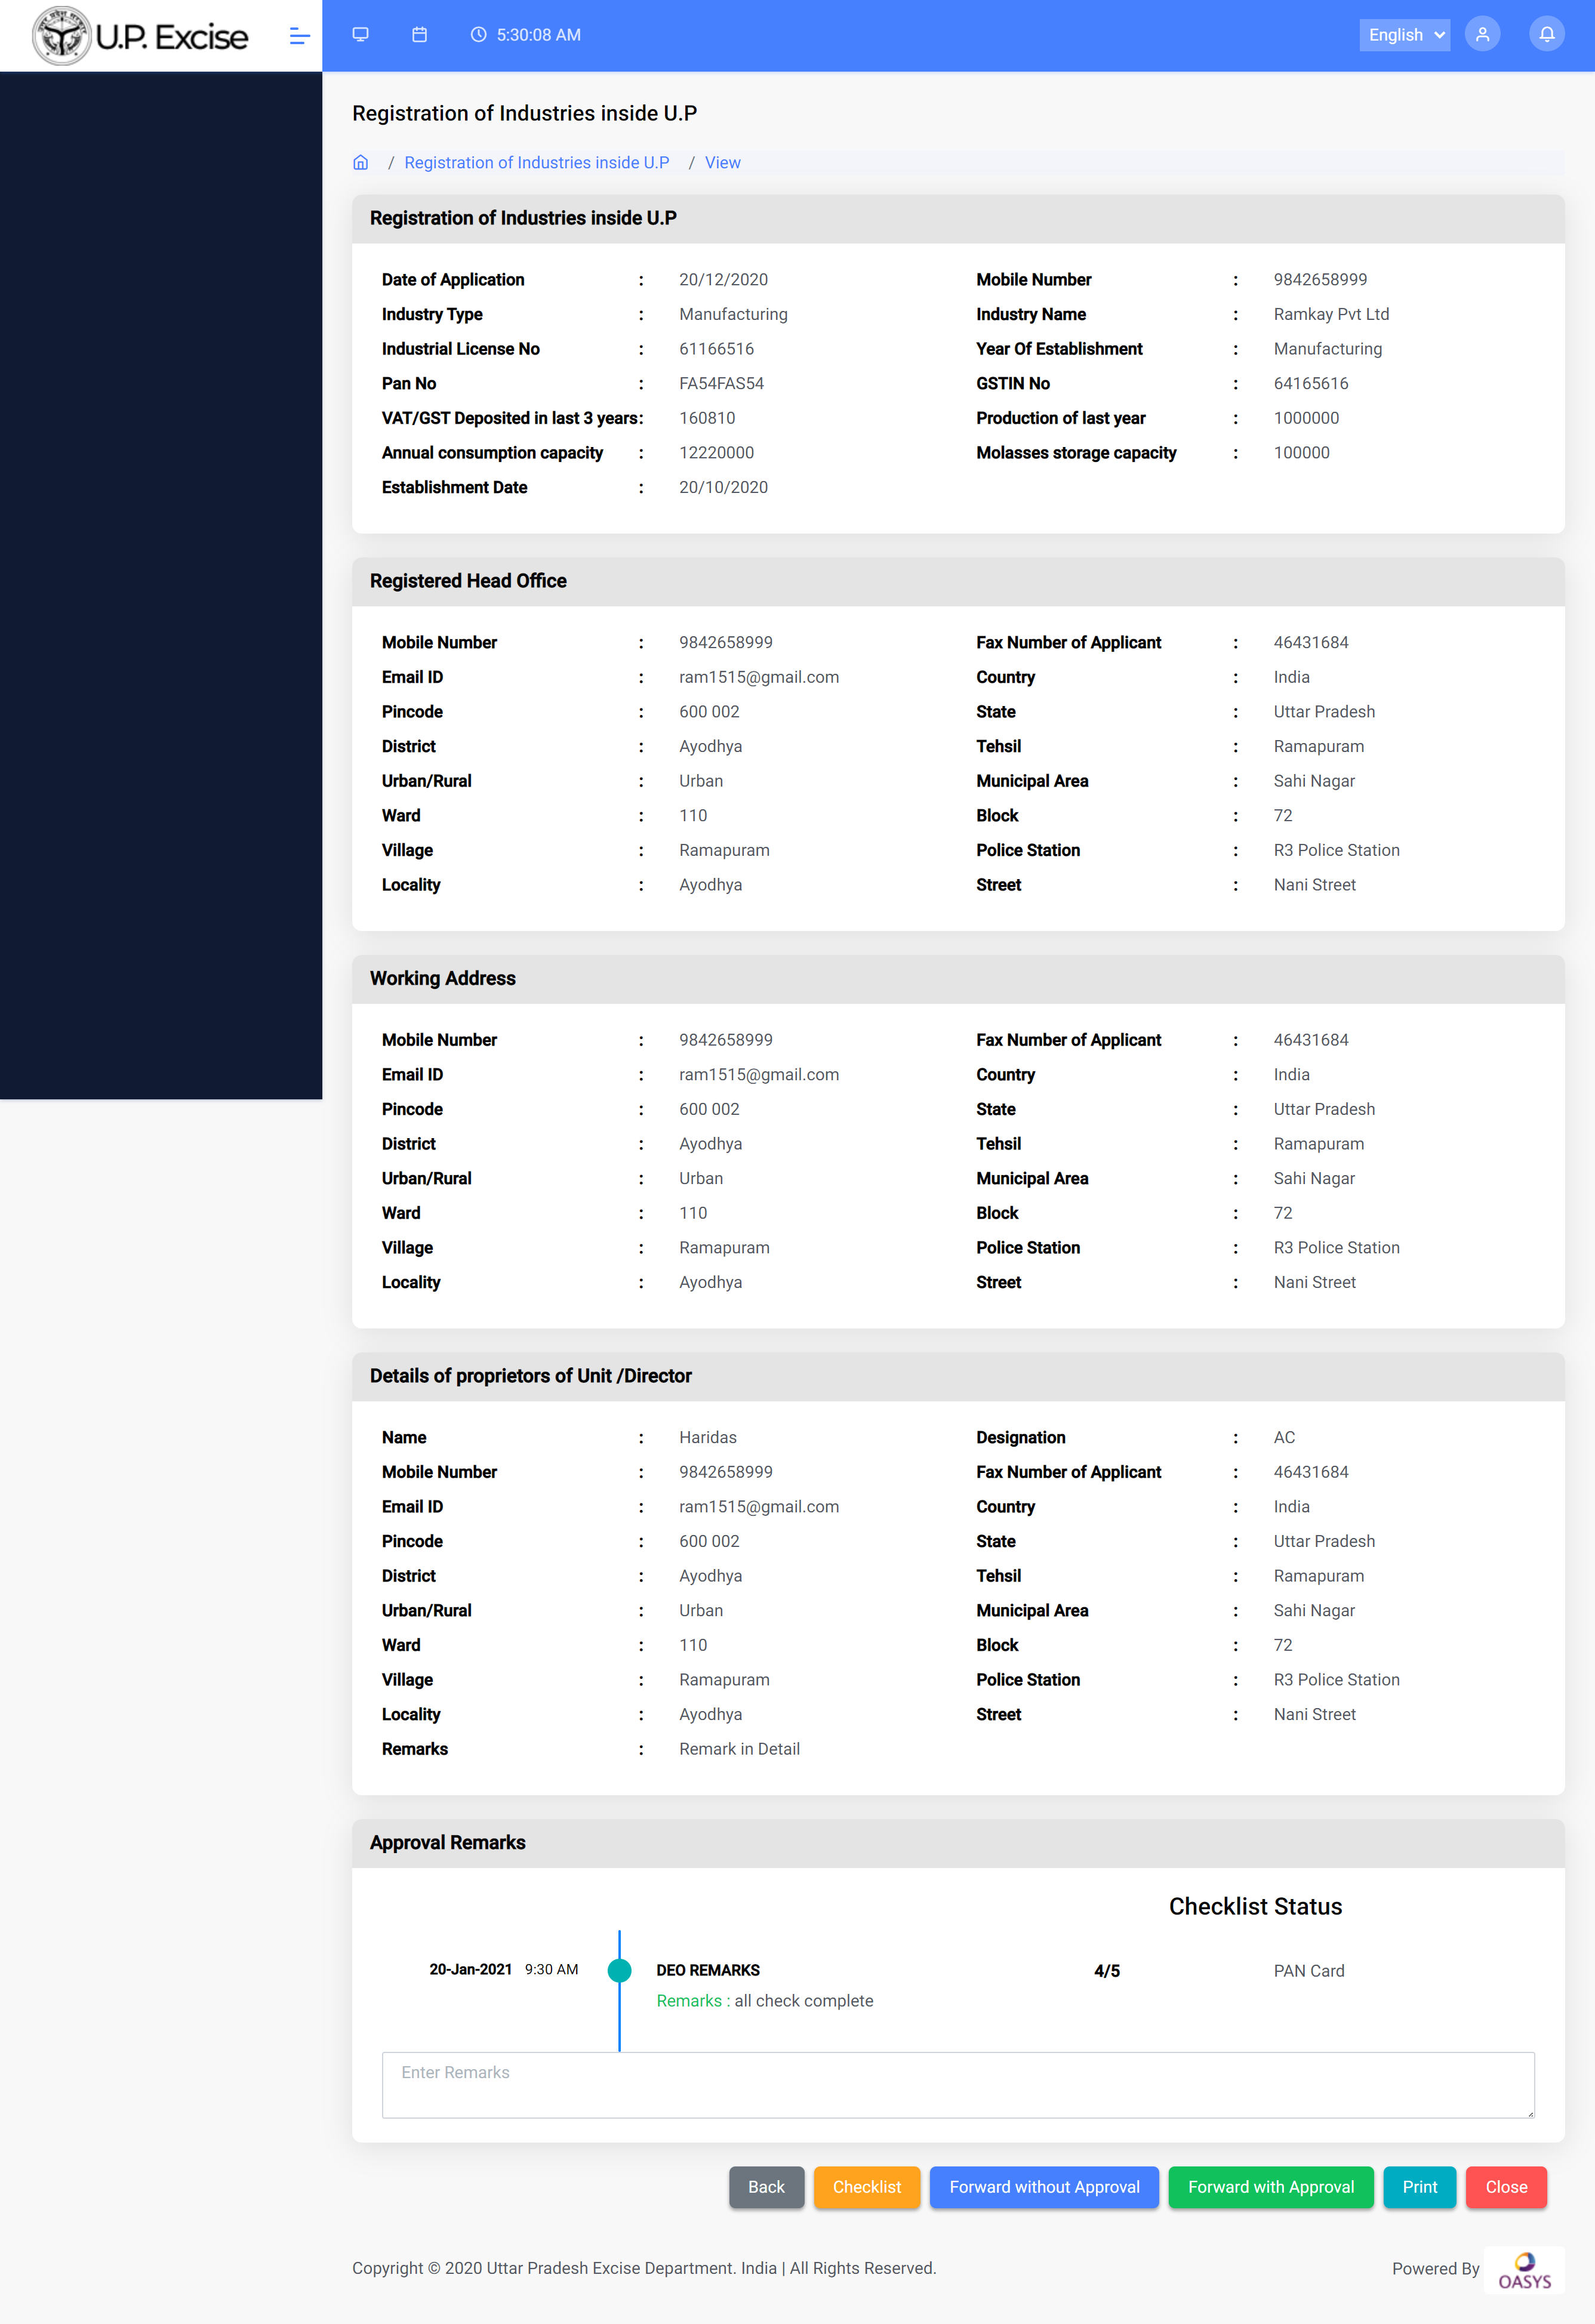 U.P. Excise
5:30:08 AM
English
Registration of Industries inside U.P
/ Registration of Industries inside U.P / View
Registration of Industries inside U.P
Date of Application : 20/12/2020 Mobile Number : 9842658999
Industry Type : Manufacturing Industry Name : Ramkay Pvt Ltd
Industrial License No : 61166516 Year Of Establishment : Manufacturing
Pan No : FA54FAS54 GSTIN No : 64165616
VAT/GST Deposited in last 3 years : 160810 Production of last year : 1000000
Annual consumption capacity : 12220000 Molasses storage capacity : 100000
Establishment Date : 20/10/2020
Registered Head Office
Mobile Number : 9842658999 Fax Number of Applicant : 46431684
Email ID : ram1515@gmail.com Country : India
Pincode : 600 002 State : Uttar Pradesh
District : Ayodhya Tehsil : Ramapuram
Urban/Rural : Urban Municipal Area : Sahi Nagar
Ward : 110 Block : 72
Village : Ramapuram Police Station : R3 Police Station
Locality : Ayodhya Street : Nani Street
Working Address
Mobile Number : 9842658999 Fax Number of Applicant : 46431684
Email ID : ram1515@gmail.com Country : India
Pincode : 600 002 State : Uttar Pradesh
District : Ayodhya Tehsil : Ramapuram
Urban/Rural : Urban Municipal Area : Sahi Nagar
Ward : 110 Block : 72
Village : Ramapuram Police Station : R3 Police Station
Locality : Ayodhya Street : Nani Street
Details of proprietors of Unit /Director
Name : Haridas Designation : AC
Mobile Number : 9842658999 Fax Number of Applicant : 46431684
Email ID : ram1515@gmail.com Country : India
Pincode : 600 002 State : Uttar Pradesh
District : Ayodhya Tehsil : Ramapuram
Urban/Rural : Urban Municipal Area : Sahi Nagar
Ward : 110 Block : 72
Village : Ramapuram Police Station : R3 Police Station
Locality : Ayodhya Street : Nani Street
Remarks : Remark in Detail
Approval Remarks
Checklist Status
20-Jan-2021 9:30 AM DEO REMARKS 4/5 PAN Card
Remarks : all check complete
Enter Remarks
Back Checklist Forward without Approval Forward with Approval Print Close
Copyright © 2020 Uttar Pradesh Excise Department. India | All Rights Reserved. Powered By OASYS